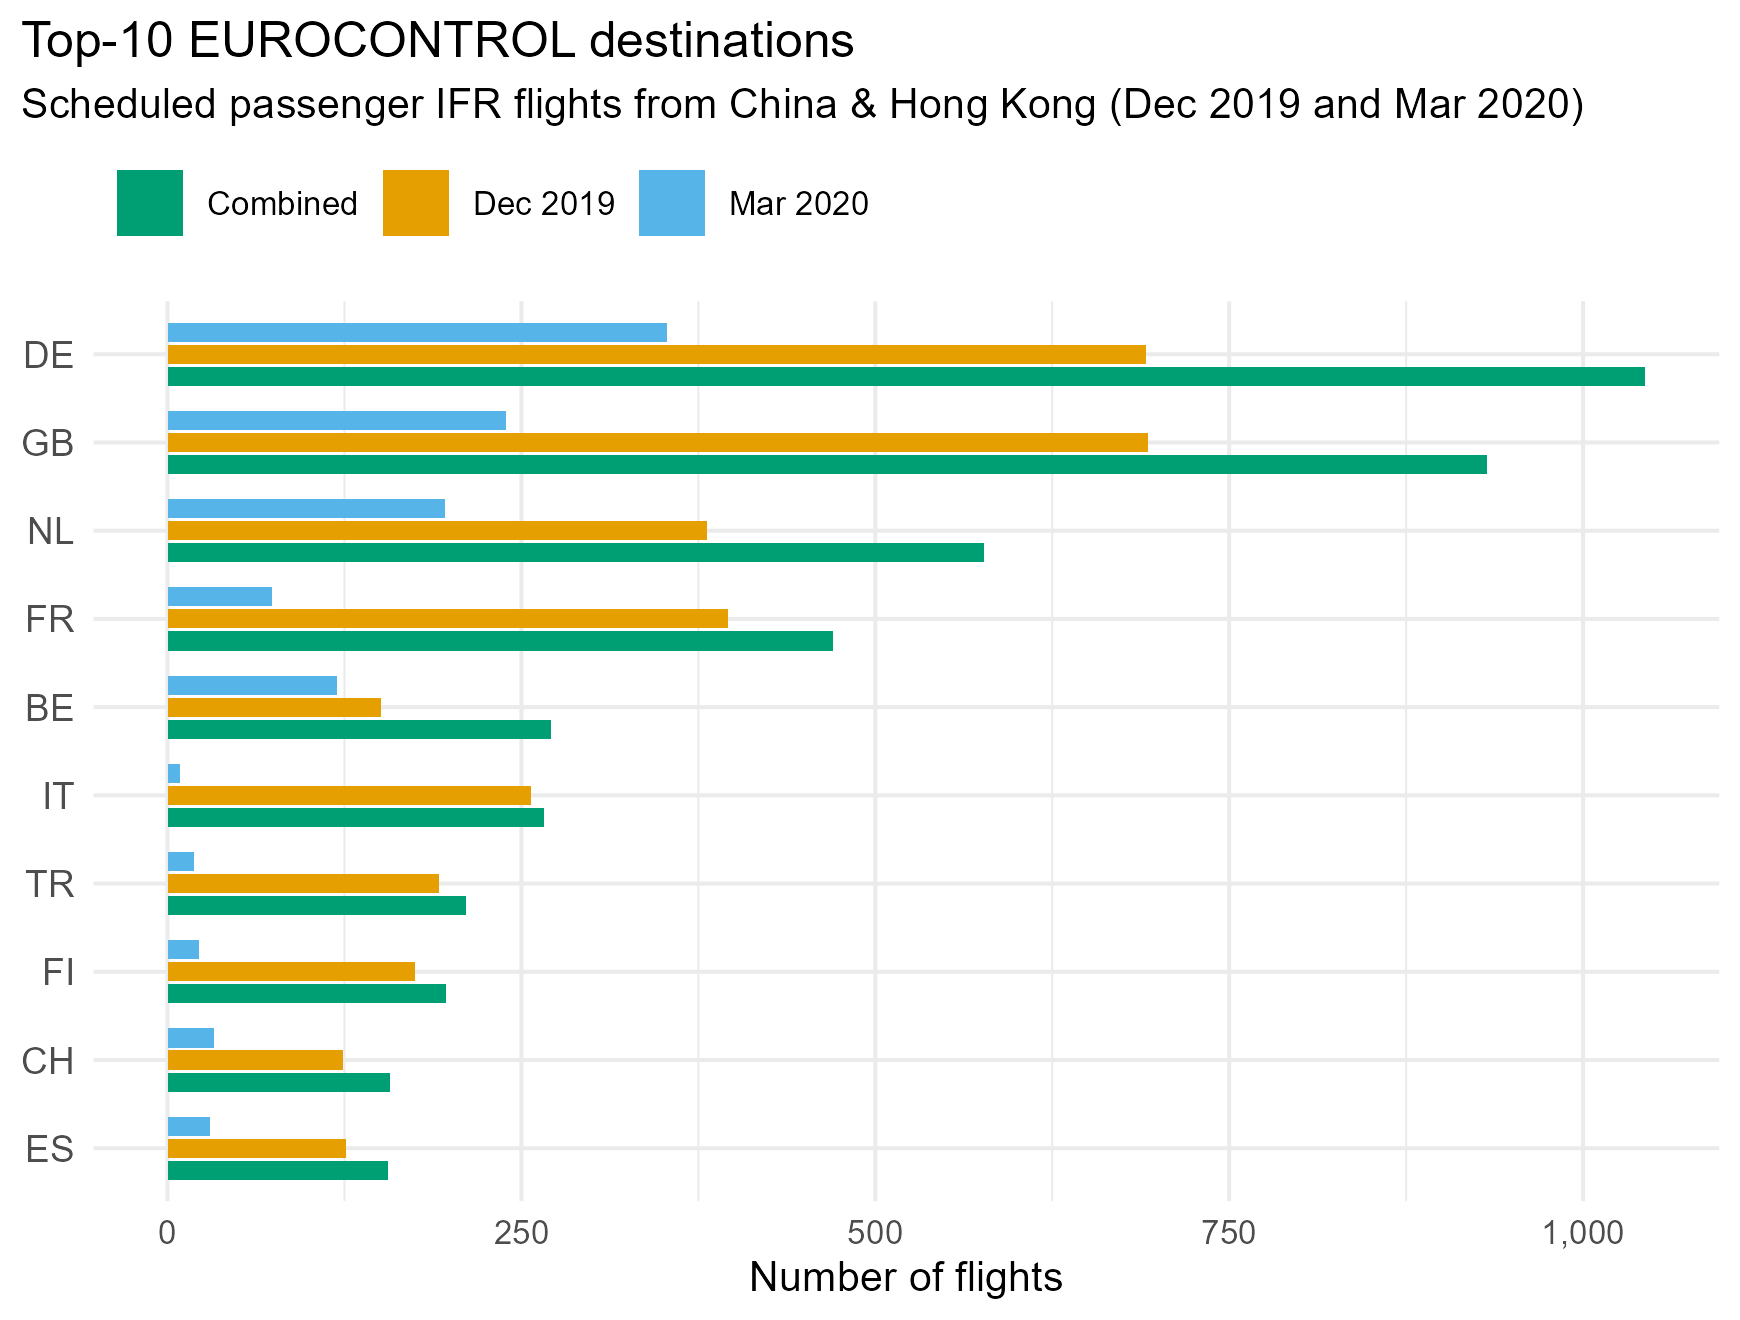 Top-10 EUROCONTROL destinations
Scheduled passenger IFR flights from China & Hong Kong (Dec 2019 and Mar 2020)
Combined Dec 2019 Mar 2020
DE
GB
NL
FR
BE
IT
TR
FI
CH
ES
0 250 500 750 1,000
Number of flights